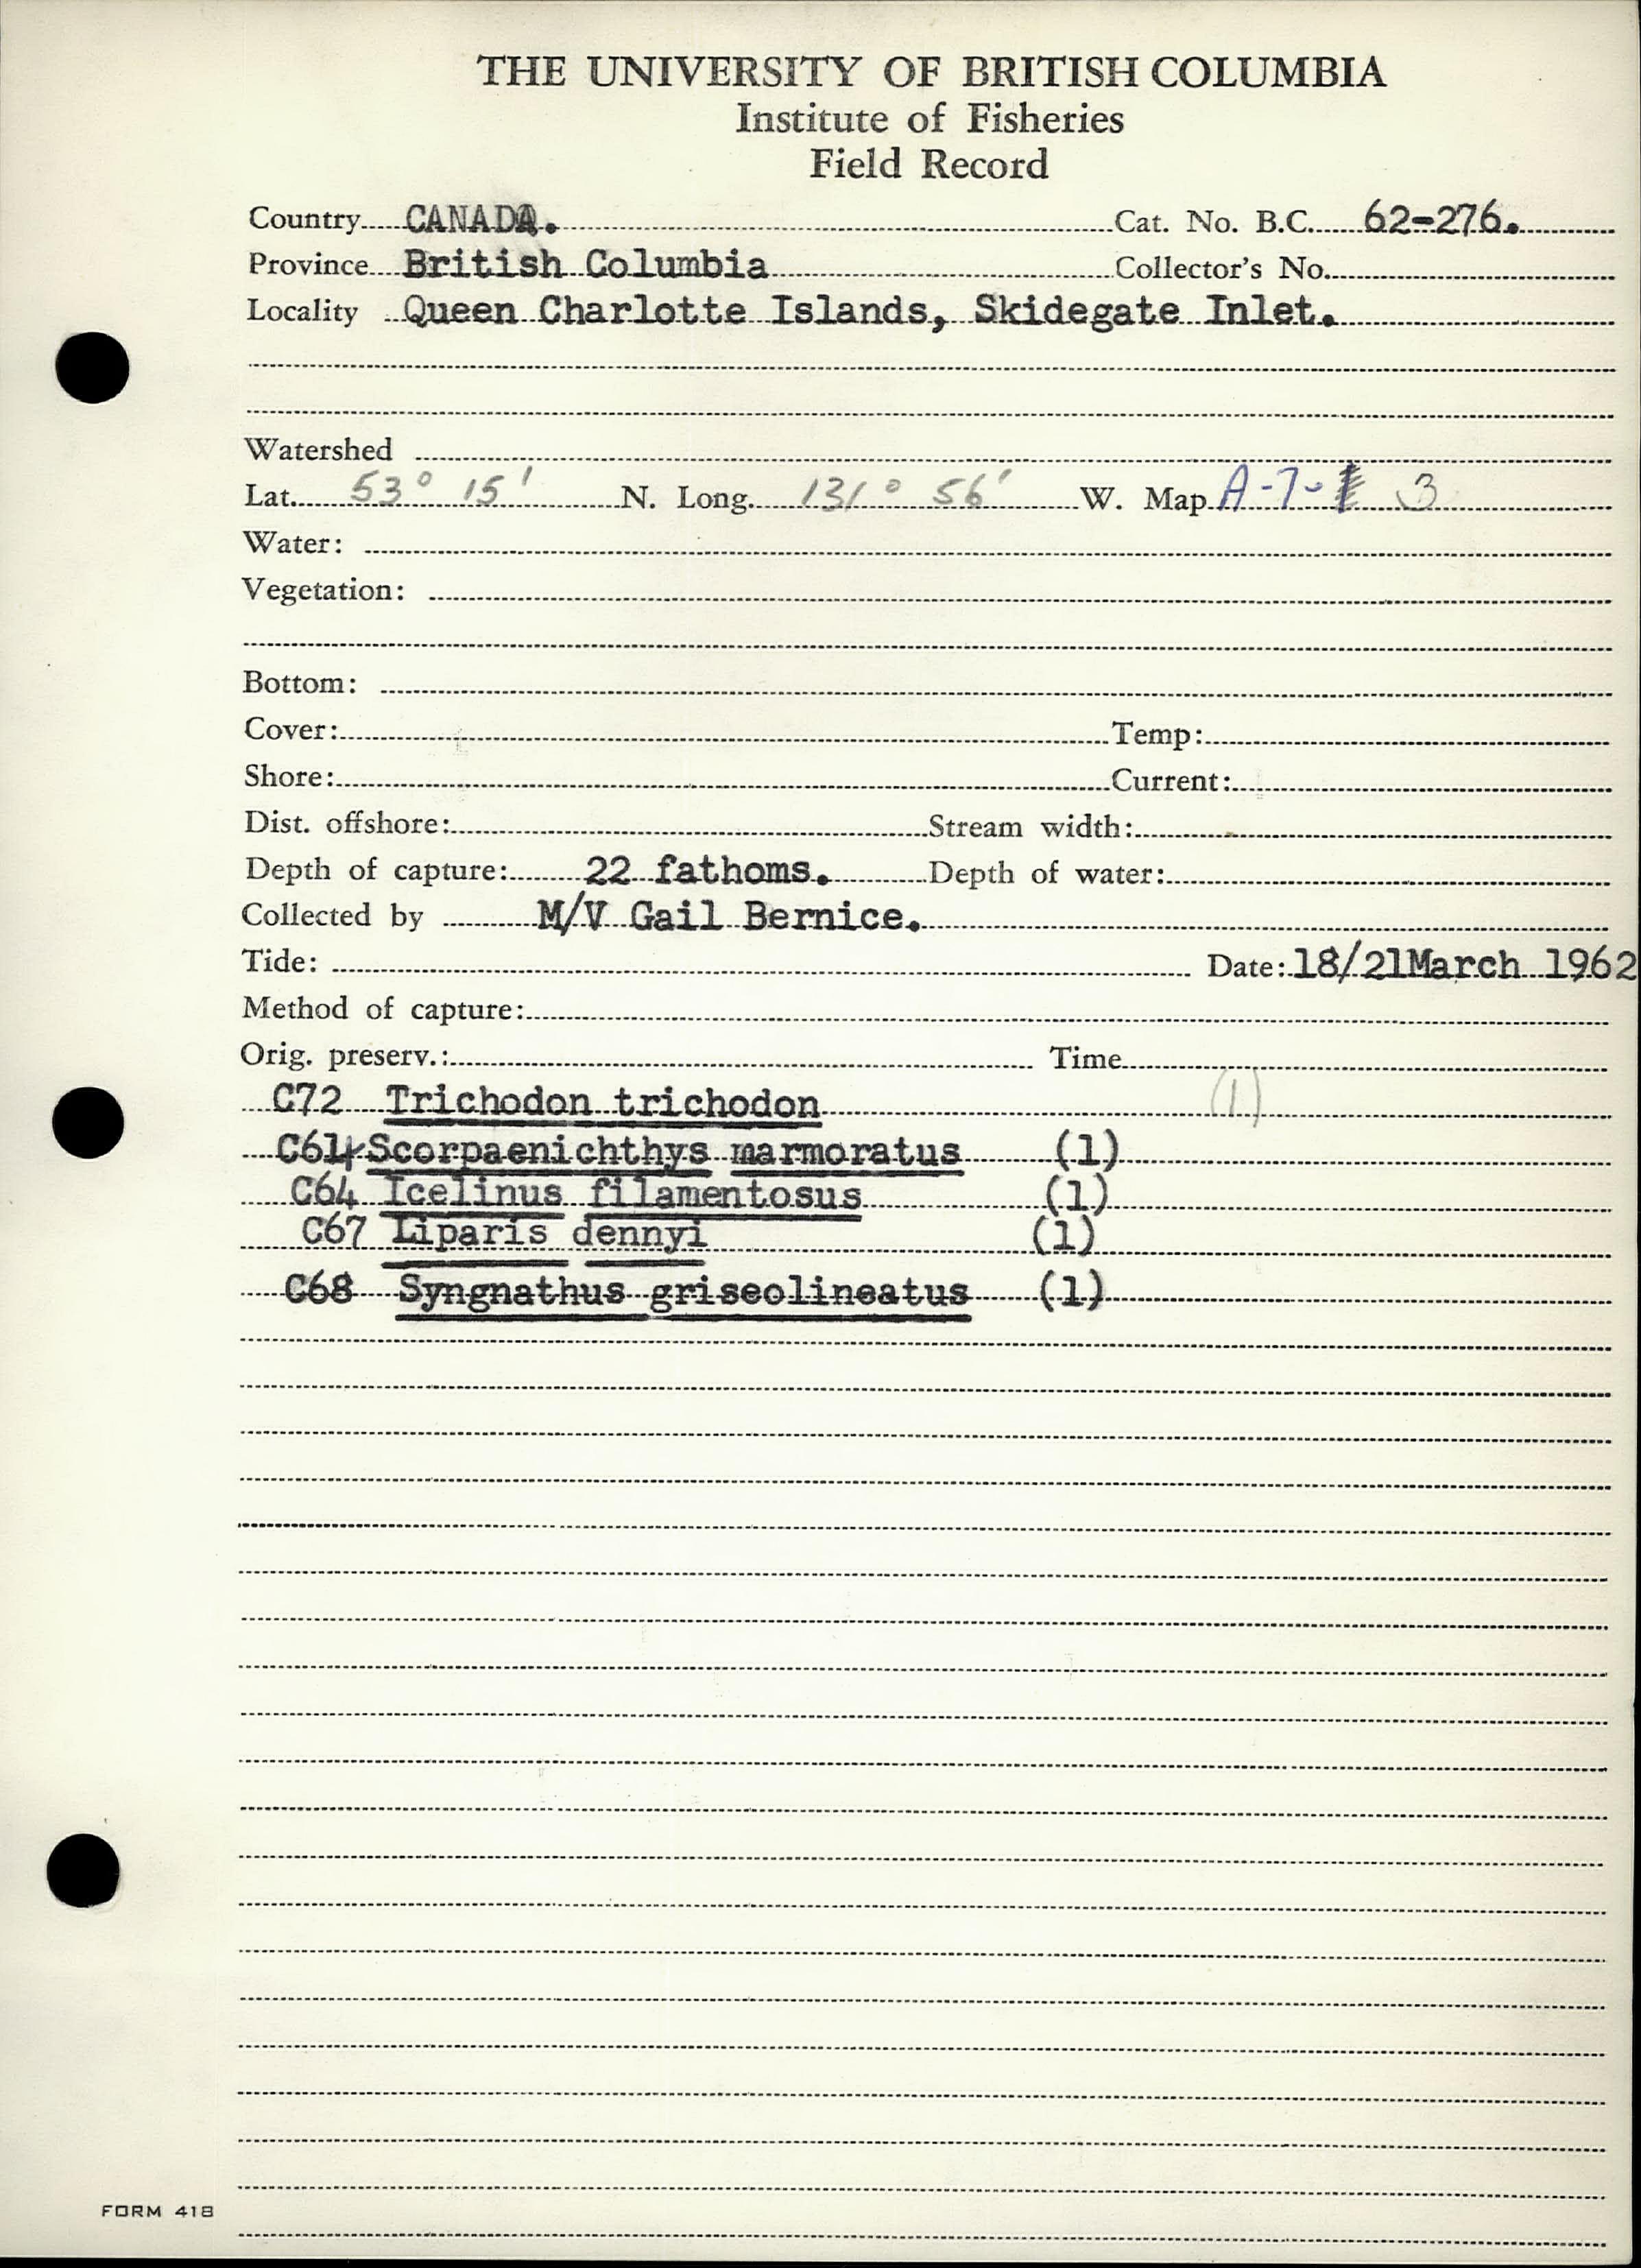 THE UNIVERSITY OF BRITISH COLUMBIA
Institute of Fisheries
Field Record
Country CANADA. Cat. No. B.C. 62-276.
Province British Columbia Collector's No.
Locality Queen Charlotte Islands, Skidegate Inlet.
Watershed
Lat. 53° 15' N. Long. 131° 56' W. Map A-7- 3
Water:
Vegetation:
Bottom:
Cover: Temp:
Shore: Current:
Dist. offshore: Stream width:
Depth of capture: 22 fathoms. Depth of water:
Collected by M/V Gail Bernice.
Tide: Date: 18/21March 1962
Method of capture:
Orig. preserv.: Time
C72 Trichodon trichodon (1)
C64 Scorpaenichthys marmoratus (1)
C64 Icelinus filamentosus (1)
C67 Liparis dennyi (1)
C68 Syngnathus griseolineatus (1)
FORM 418